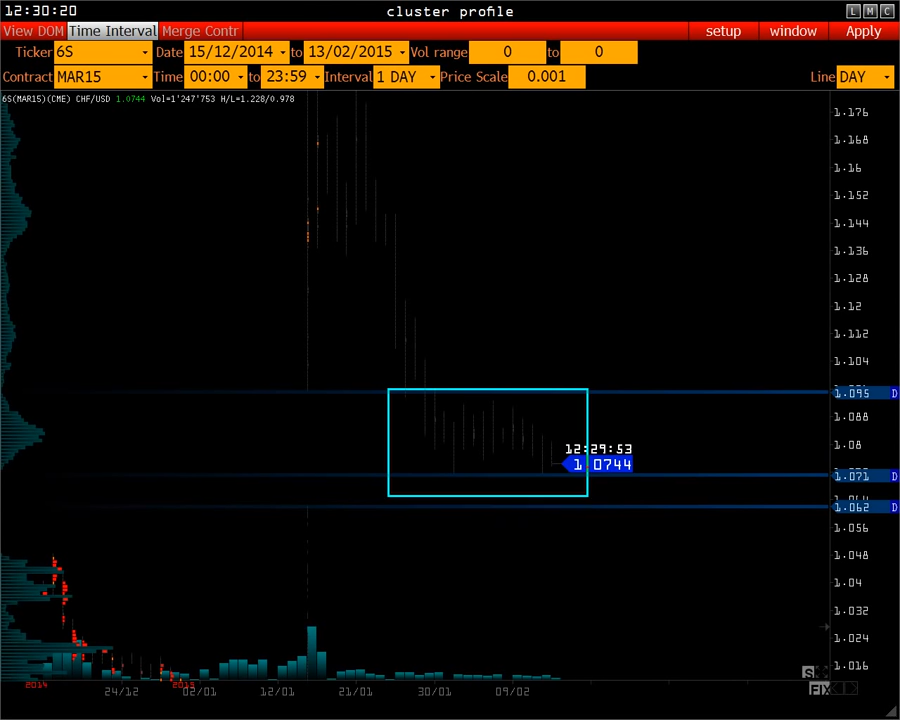 12:30:20 cluster profile L M C
View DOM Time Interval Merge Contr setup window Apply
Ticker 6S Date 15/12/2014 to 13/02/2015 Vol range 0 to 0
Contract MAR15 Time 00:00 to 23:59 Interval 1 DAY Price Scale 0.001 Line DAY
6S(MAR15)(CME) CHF/USD 1.0744 Vol=1'247'753 H/L=1.228/0.978
1.176
1.168
1.16
1.152
1.144
1.136
1.128
1.12
1.112
1.104
1.095 D
1.088
1.08
12:29:53
1.0744
1.071 D
1.062 D
1.056
1.048
1.04
1.032
1.024
1.016
S
2014 2015 FIX
24/12 02/01 12/01 21/01 30/01 09/02